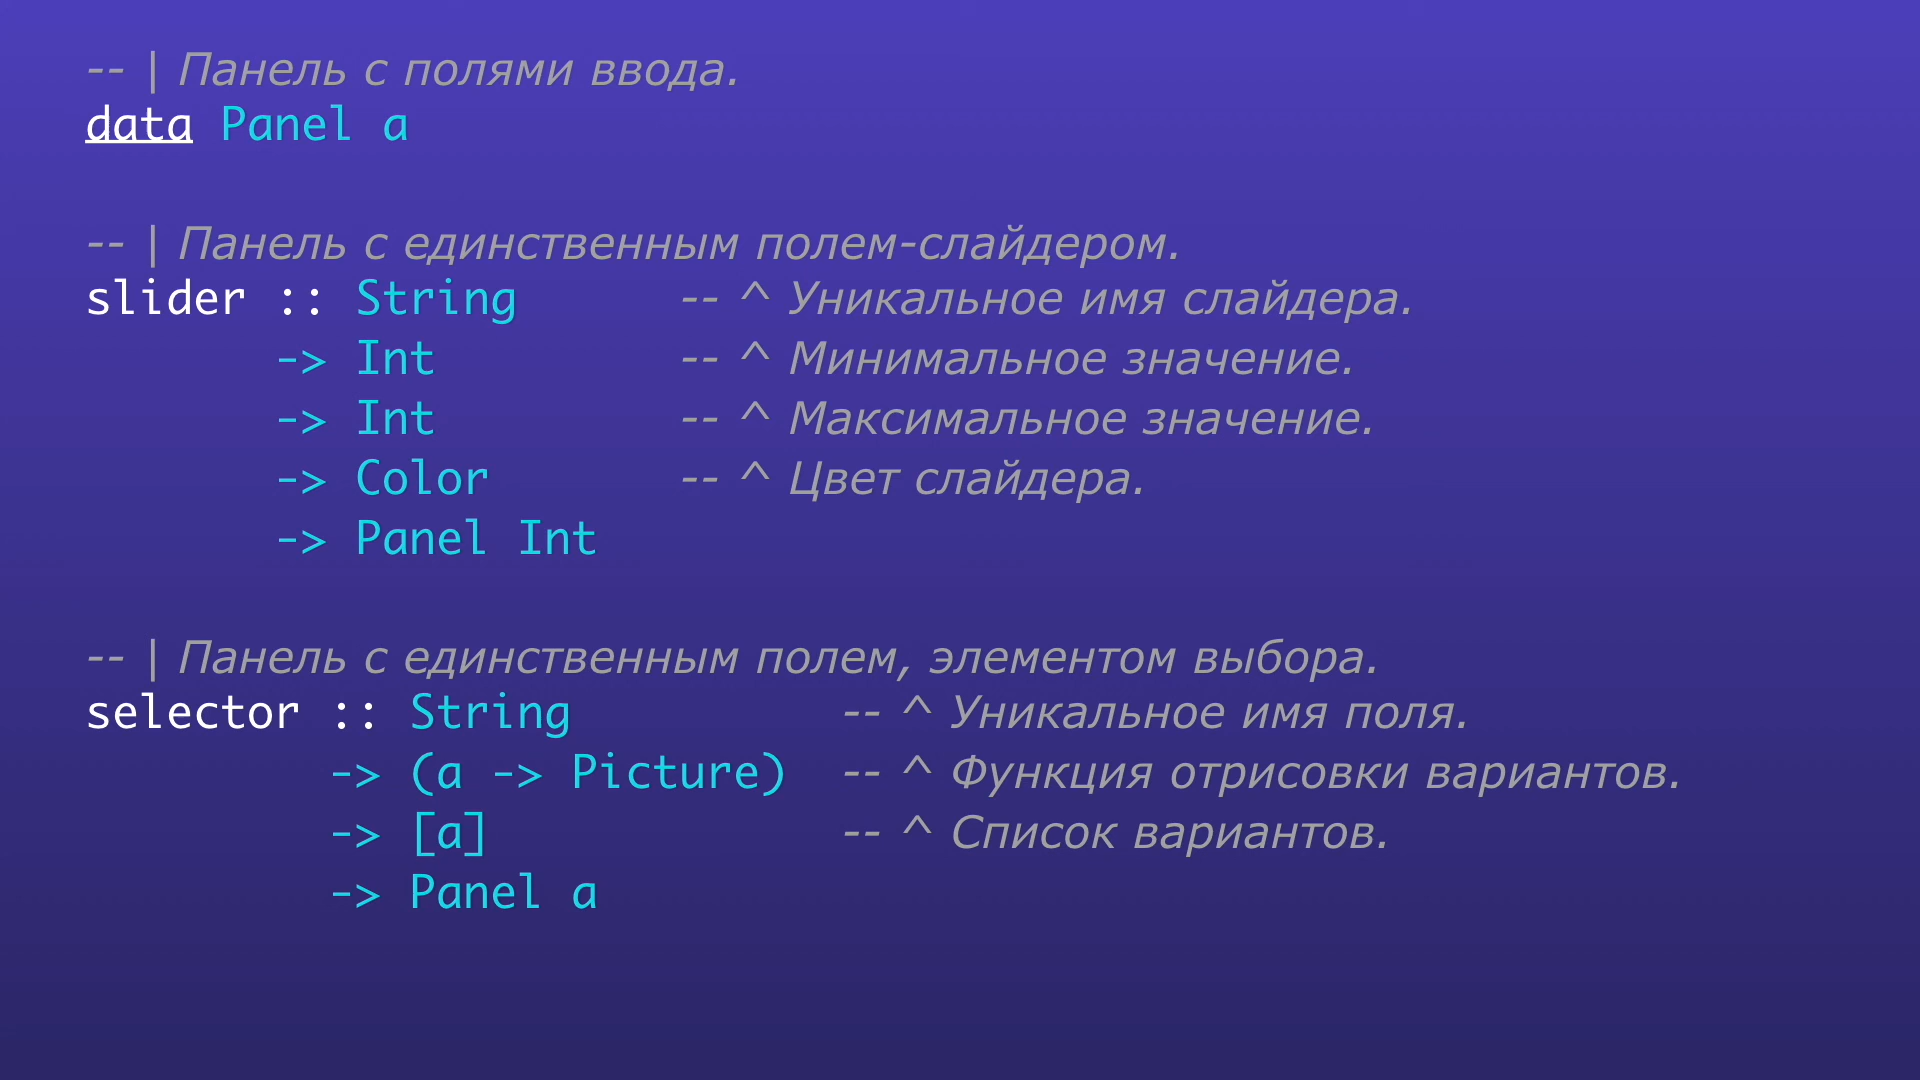 -- | Панель с полями ввода.
data Panel a
-- | Панель с единственным полем-слайдером.
slider :: String -- ^ Уникальное имя слайдера.
-> Int -- ^ Минимальное значение.
-> Int -- ^ Максимальное значение.
-> Color -- ^ Цвет слайдера.
-> Panel Int
-- | Панель с единственным полем, элементом выбора.
selector :: String -- ^ Уникальное имя поля.
-> (a -> Picture) -- ^ Функция отрисовки вариантов.
-> [a] -- ^ Список вариантов.
-> Panel a